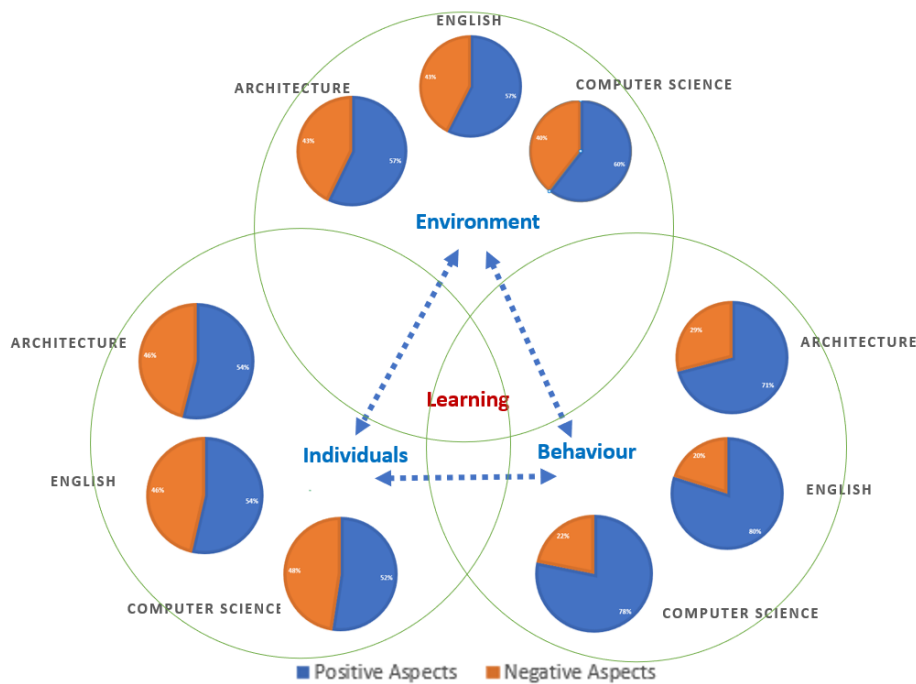 ENGLISH
43%
57%
ARCHITECTURE
43%
57%
COMPUTER SCIENCE
40%
60%
Environment
ARCHITECTURE
46%
54%
29%
71%
ARCHITECTURE
Learning
Individuals
Behaviour
ENGLISH
46%
54%
20%
80%
ENGLISH
COMPUTER SCIENCE
48%
52%
22%
78%
COMPUTER SCIENCE
Positive Aspects
Negative Aspects